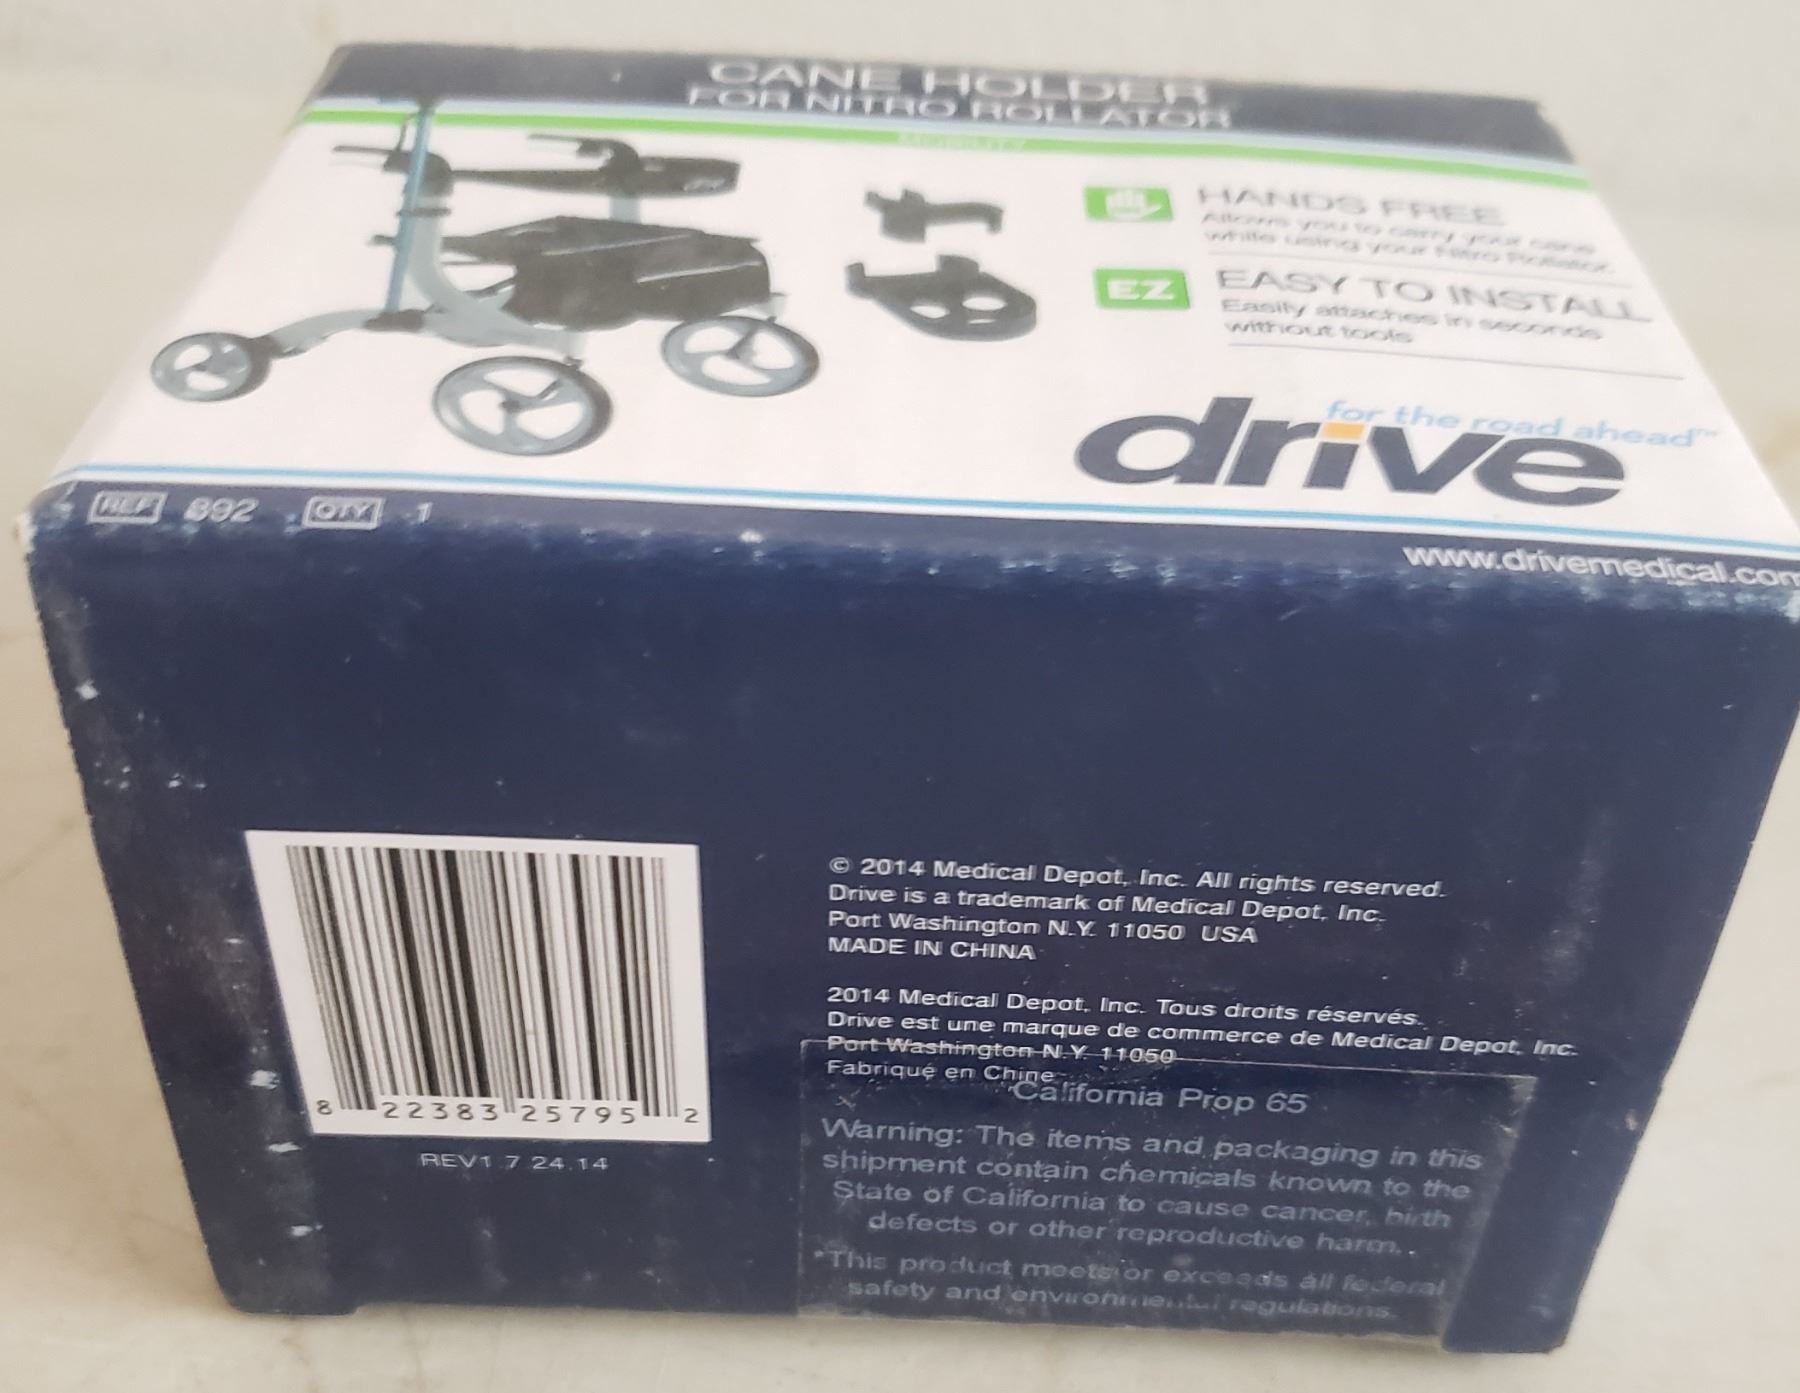 CANE HOLDER
FOR NITRO ROLLATOR
MOBILITY
HANDS FREE
Allows you to carry your cane
while using your Nitro Rollator.
EZ
EASY TO INSTALL
Easily attaches in seconds
without tools
for the road ahead™
drive
REF 892 QTY 1
www.drivemedical.com
© 2014 Medical Depot, Inc. All rights reserved.
Drive is a trademark of Medical Depot, Inc.
Port Washington N.Y. 11050 USA
MADE IN CHINA
2014 Medical Depot, Inc. Tous droits réservés.
Drive est une marque de commerce de Medical Depot, Inc.
Port Washington N.Y. 11050
Fabriqué en Chine
8 22383 25795 2
REV1 7 24.14
*California Prop 65
Warning: The items and packaging in this
shipment contain chemicals known to the
State of California to cause cancer, birth
defects or other reproductive harm.
*This product meets or exceeds all federal
safety and environmental regulations.